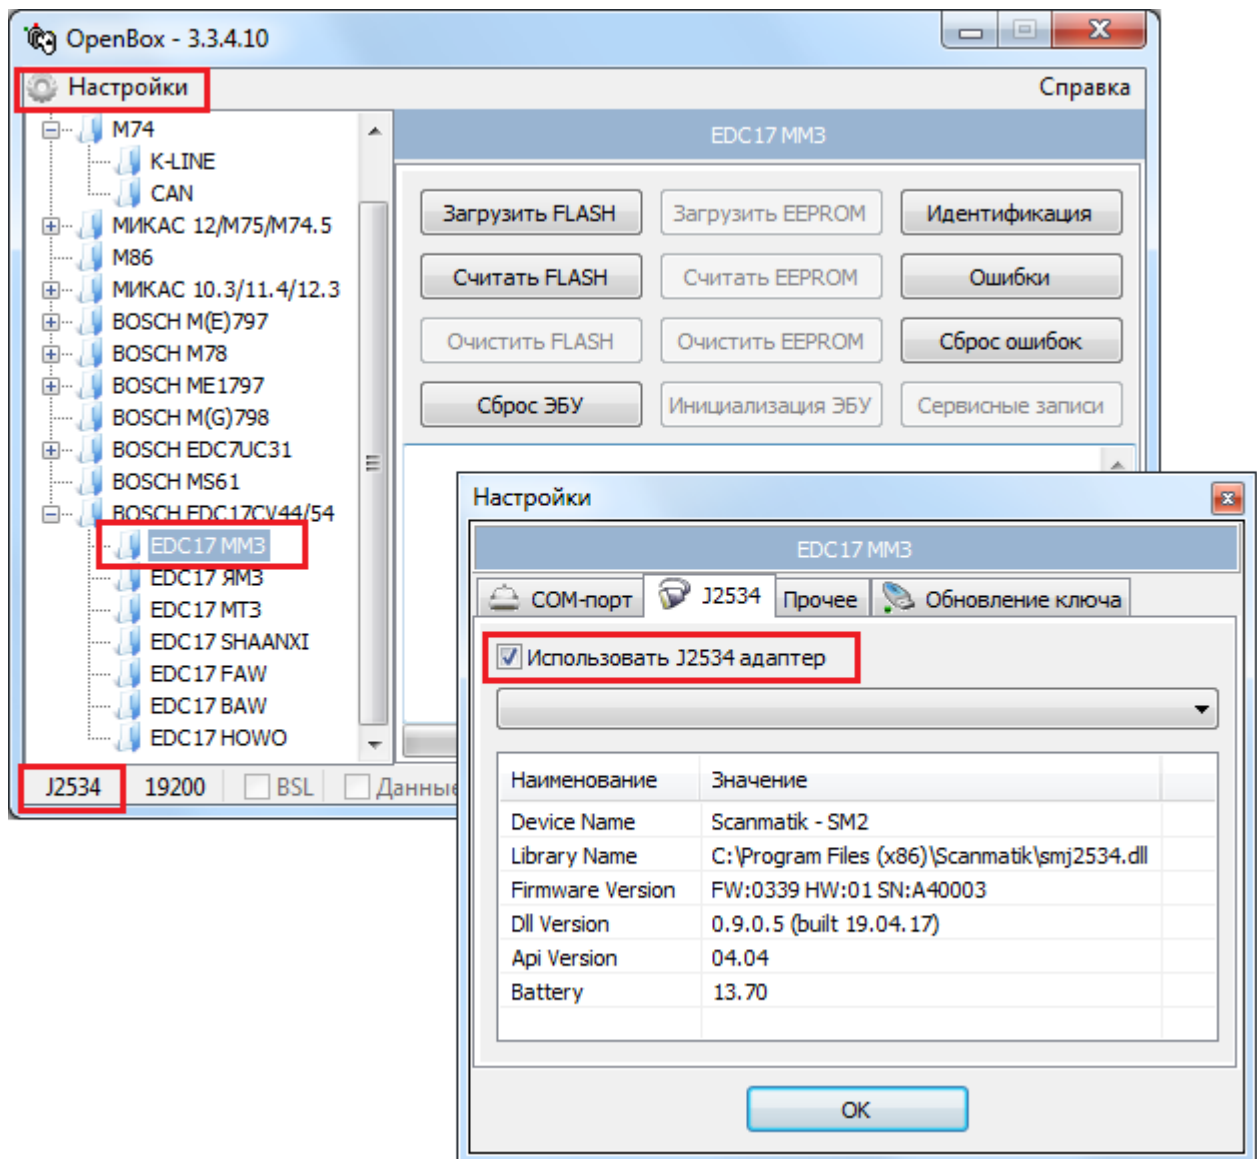 OpenBox - 3.3.4.10
Настройки
Справка
M74
K-LINE
CAN
МИКАС 12/M75/M74.5
M86
МИКАС 10.3/11.4/12.3
BOSCH M(E)797
BOSCH M78
BOSCH ME1797
BOSCH M(G)798
BOSCH EDC7UC31
BOSCH MS61
BOSCH EDC17CV44/54
EDC17 ММЗ
EDC17 ЯМЗ
EDC17 МТЗ
EDC17 SHAANXI
EDC17 FAW
EDC17 BAW
EDC17 HOWO
EDC17 ММЗ
Загрузить FLASH Загрузить EEPROM Идентификация
Считать FLASH Считать EEPROM Ошибки
Очистить FLASH Очистить EEPROM Сброс ошибок
Сброс ЭБУ Инициализация ЭБУ Сервисные записи
J2534 19200 BSL Данные
Настройки
EDC17 ММЗ
COM-порт J2534 Прочее Обновление ключа
Использовать J2534 адаптер
Наименование Значение
Device Name Scanmatik - SM2
Library Name C:\Program Files (x86)\Scanmatik\smj2534.dll
Firmware Version FW:0339 HW:01 SN:A40003
Dll Version 0.9.0.5 (built 19.04.17)
Api Version 04.04
Battery 13.70
OK